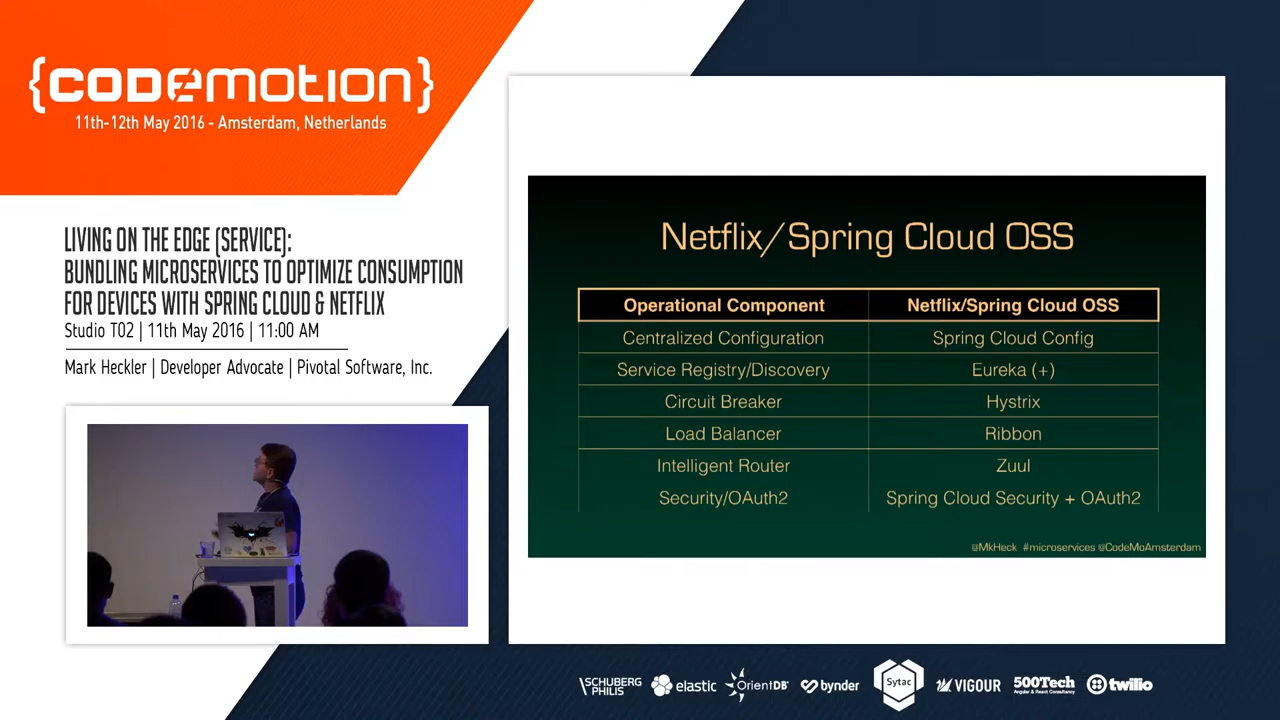 {CODEMOTION}
11th-12th May 2016 - Amsterdam, Netherlands
LIVING ON THE EDGE (SERVICE):
BUNDLING MICROSERVICES TO OPTIMIZE CONSUMPTION
FOR DEVICES WITH SPRING CLOUD & NETFLIX
Studio T02 | 11th May 2016 | 11:00 AM
Mark Heckler | Developer Advocate | Pivotal Software, Inc.
Netflix/Spring Cloud OSS
Operational Component Netflix/Spring Cloud OSS
Centralized Configuration Spring Cloud Config
Service Registry/Discovery Eureka (+)
Circuit Breaker Hystrix
Load Balancer Ribbon
Intelligent Router Zuul
Security/OAuth2 Spring Cloud Security + OAuth2
@MkHeck #microservices @CodeMoAmsterdam
SCHUBERG
PHILIS
elastic
OrientDB
bynder
Sytac
VIGOUR
500Tech
Angular & React Consultancy
twilio